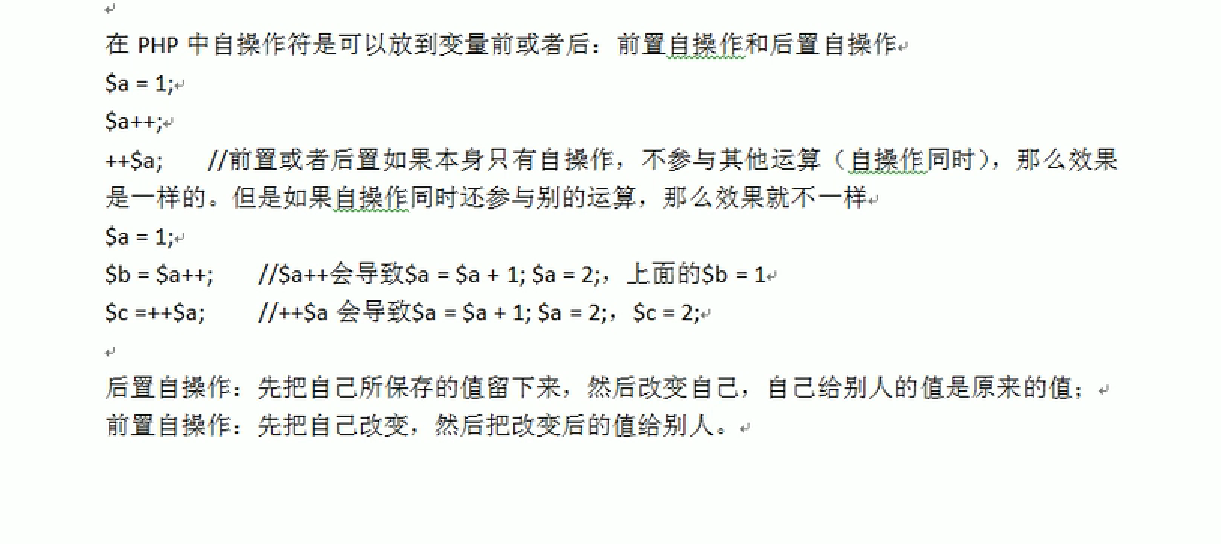 在 PHP 中自操作符是可以放到变量前或者后：前置自操作和后置自操作
$a = 1;
$a++;
++$a; //前置或者后置如果本身只有自操作，不参与其他运算（自操作同时），那么效果
是一样的。但是如果自操作同时还参与别的运算，那么效果就不一样
$a = 1;
$b = $a++; //$a++会导致$a = $a + 1; $a = 2;，上面的$b = 1
$c =++$a; //++$a 会导致$a = $a + 1; $a = 2;，$c = 2;
后置自操作：先把自己所保存的值留下来，然后改变自己，自己给别人的值是原来的值；
前置自操作：先把自己改变，然后把改变后的值给别人。